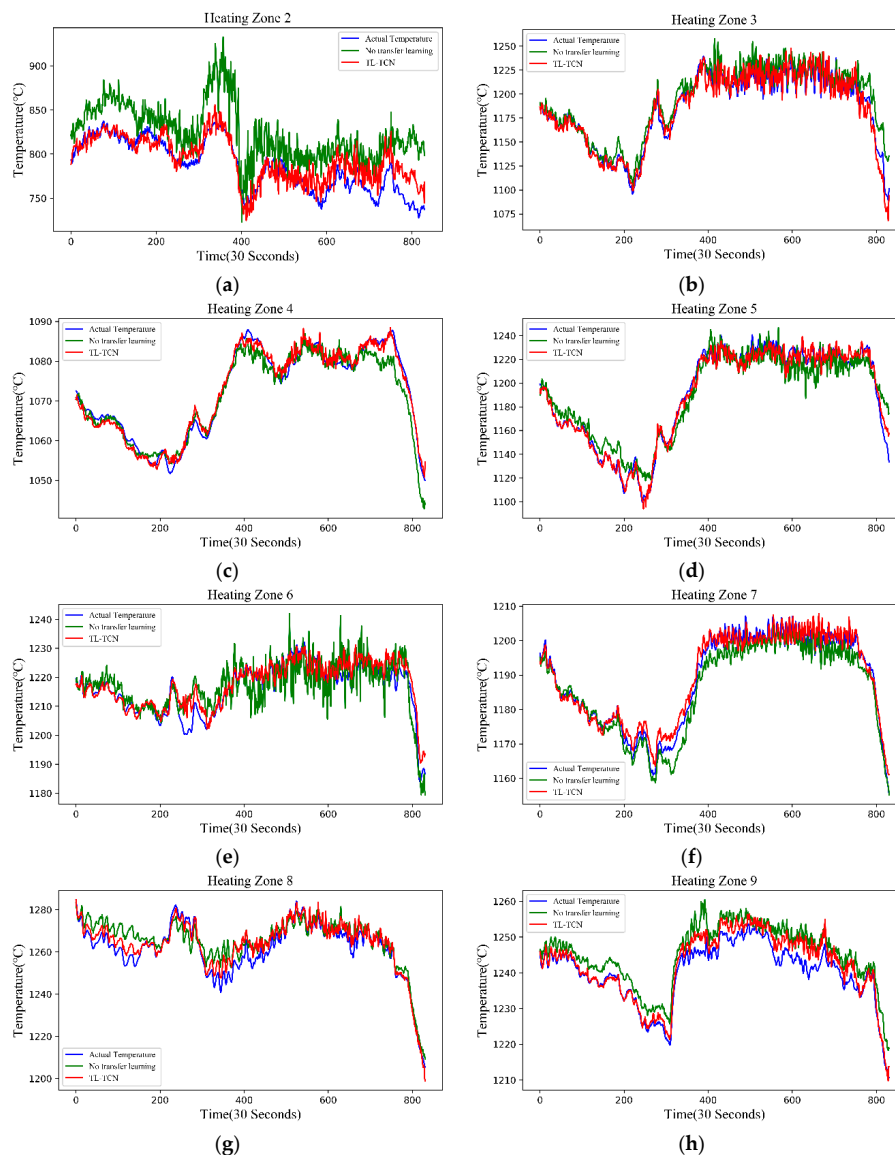 Heating Zone 2
Temperature(°C)
900
850
800
750
Actual Temperature
No transfer learning
TL-TCN
0 200 400 600 800
Time(30 Seconds)
(a)
Heating Zone 3
Temperature(°C)
1250
1225
1200
1175
1150
1125
1100
1075
Actual Temperature
No transfer learning
TL-TCN
0 200 400 600 800
Time(30 Seconds)
(b)
Heating Zone 4
Temperature(°C)
1090
1080
1070
1060
1050
Actual Temperature
No transfer learning
TL-TCN
0 200 400 600 800
Time(30 Seconds)
(c)
Heating Zone 5
Temperature(°C)
1240
1220
1200
1180
1160
1140
1120
1100
Actual Temperature
No transfer learning
TL-TCN
0 200 400 600 800
Time(30 Seconds)
(d)
Heating Zone 6
Temperature(°C)
1240
1230
1220
1210
1200
1190
1180
Actual Temperature
No transfer learning
TL-TCN
0 200 400 600 800
Time(30 Seconds)
(e)
Heating Zone 7
Temperature(°C)
1210
1200
1190
1180
1170
1160
Actual Temperature
No transfer learning
TL-TCN
0 200 400 600 800
Time(30 Seconds)
(f)
Heating Zone 8
Temperature(°C)
1280
1260
1240
1220
1200
Actual Temperature
No transfer learning
TL-TCN
0 200 400 600 800
Time(30 Seconds)
(g)
Heating Zone 9
Temperature(°C)
1260
1250
1240
1230
1220
1210
Actual Temperature
No transfer learning
TL-TCN
0 200 400 600 800
Time(30 Seconds)
(h)